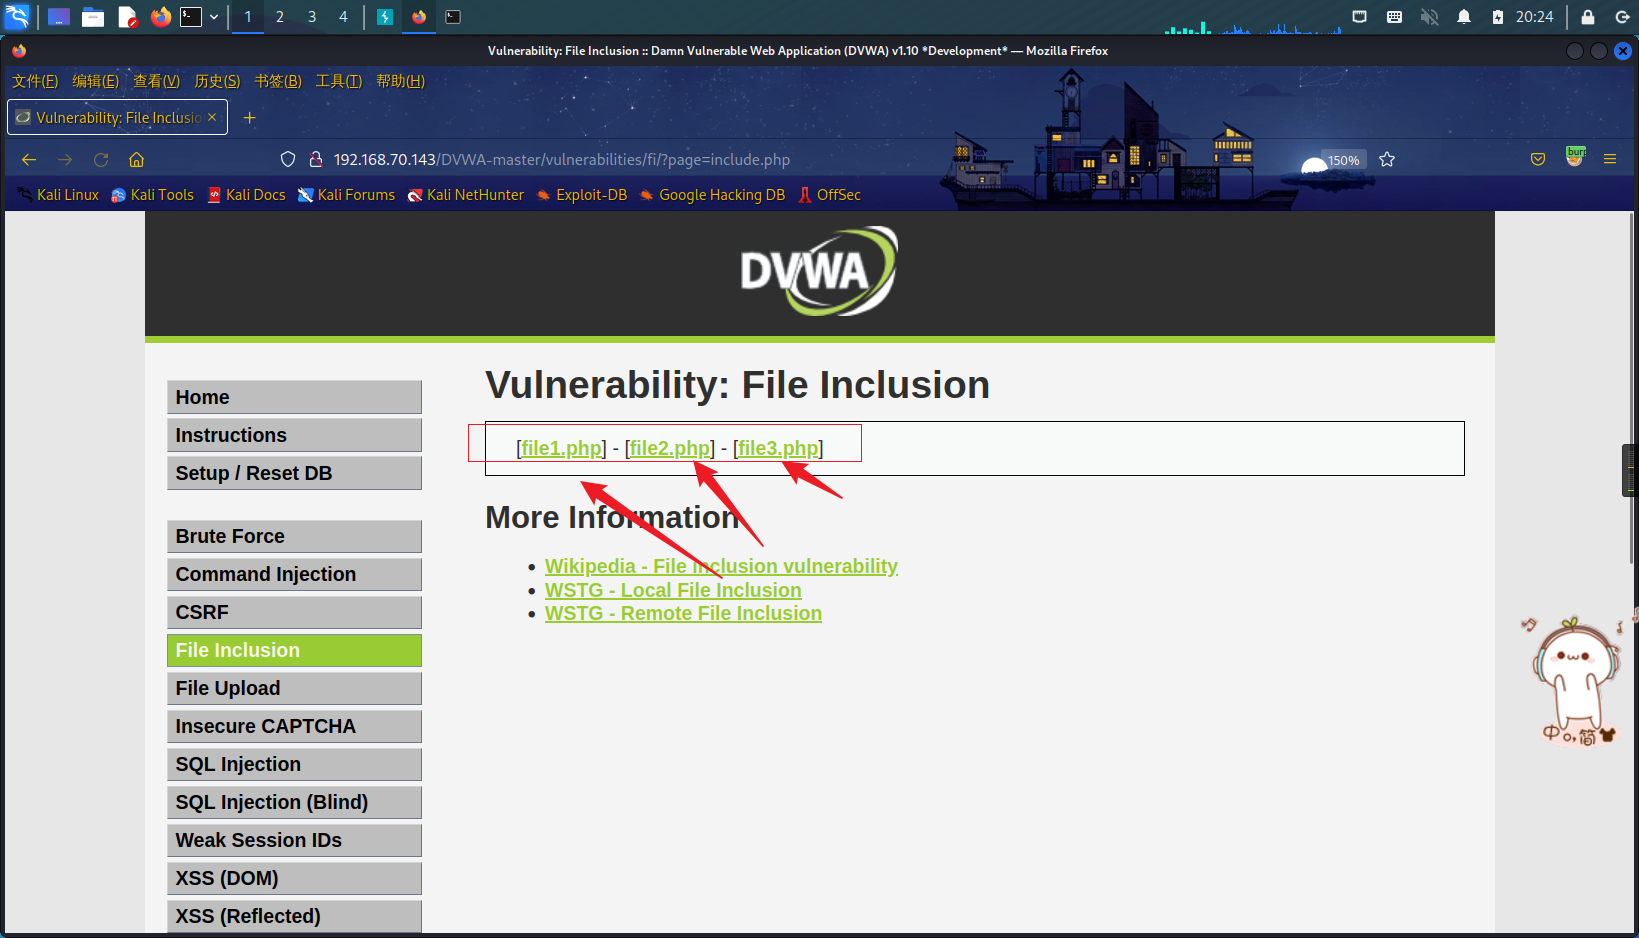 1 2 3 4 20:24
Vulnerability: File Inclusion :: Damn Vulnerable Web Application (DVWA) v1.10 *Development* — Mozilla Firefox
文件(F) 编辑(E) 查看(V) 历史(S) 书签(B) 工具(T) 帮助(H)
Vulnerability: File Inclusio
192.168.70.143/DVWA-master/vulnerabilities/fi/?page=include.php 150%
Kali Linux Kali Tools Kali Docs Kali Forums Kali NetHunter Exploit-DB Google Hacking DB OffSec
DVWA
Home
Instructions
Setup / Reset DB
Brute Force
Command Injection
CSRF
File Inclusion
File Upload
Insecure CAPTCHA
SQL Injection
SQL Injection (Blind)
Weak Session IDs
XSS (DOM)
XSS (Reflected)
Vulnerability: File Inclusion
[file1.php] - [file2.php] - [file3.php]
More Information
Wikipedia - File Inclusion vulnerability
WSTG - Local File Inclusion
WSTG - Remote File Inclusion
中 简